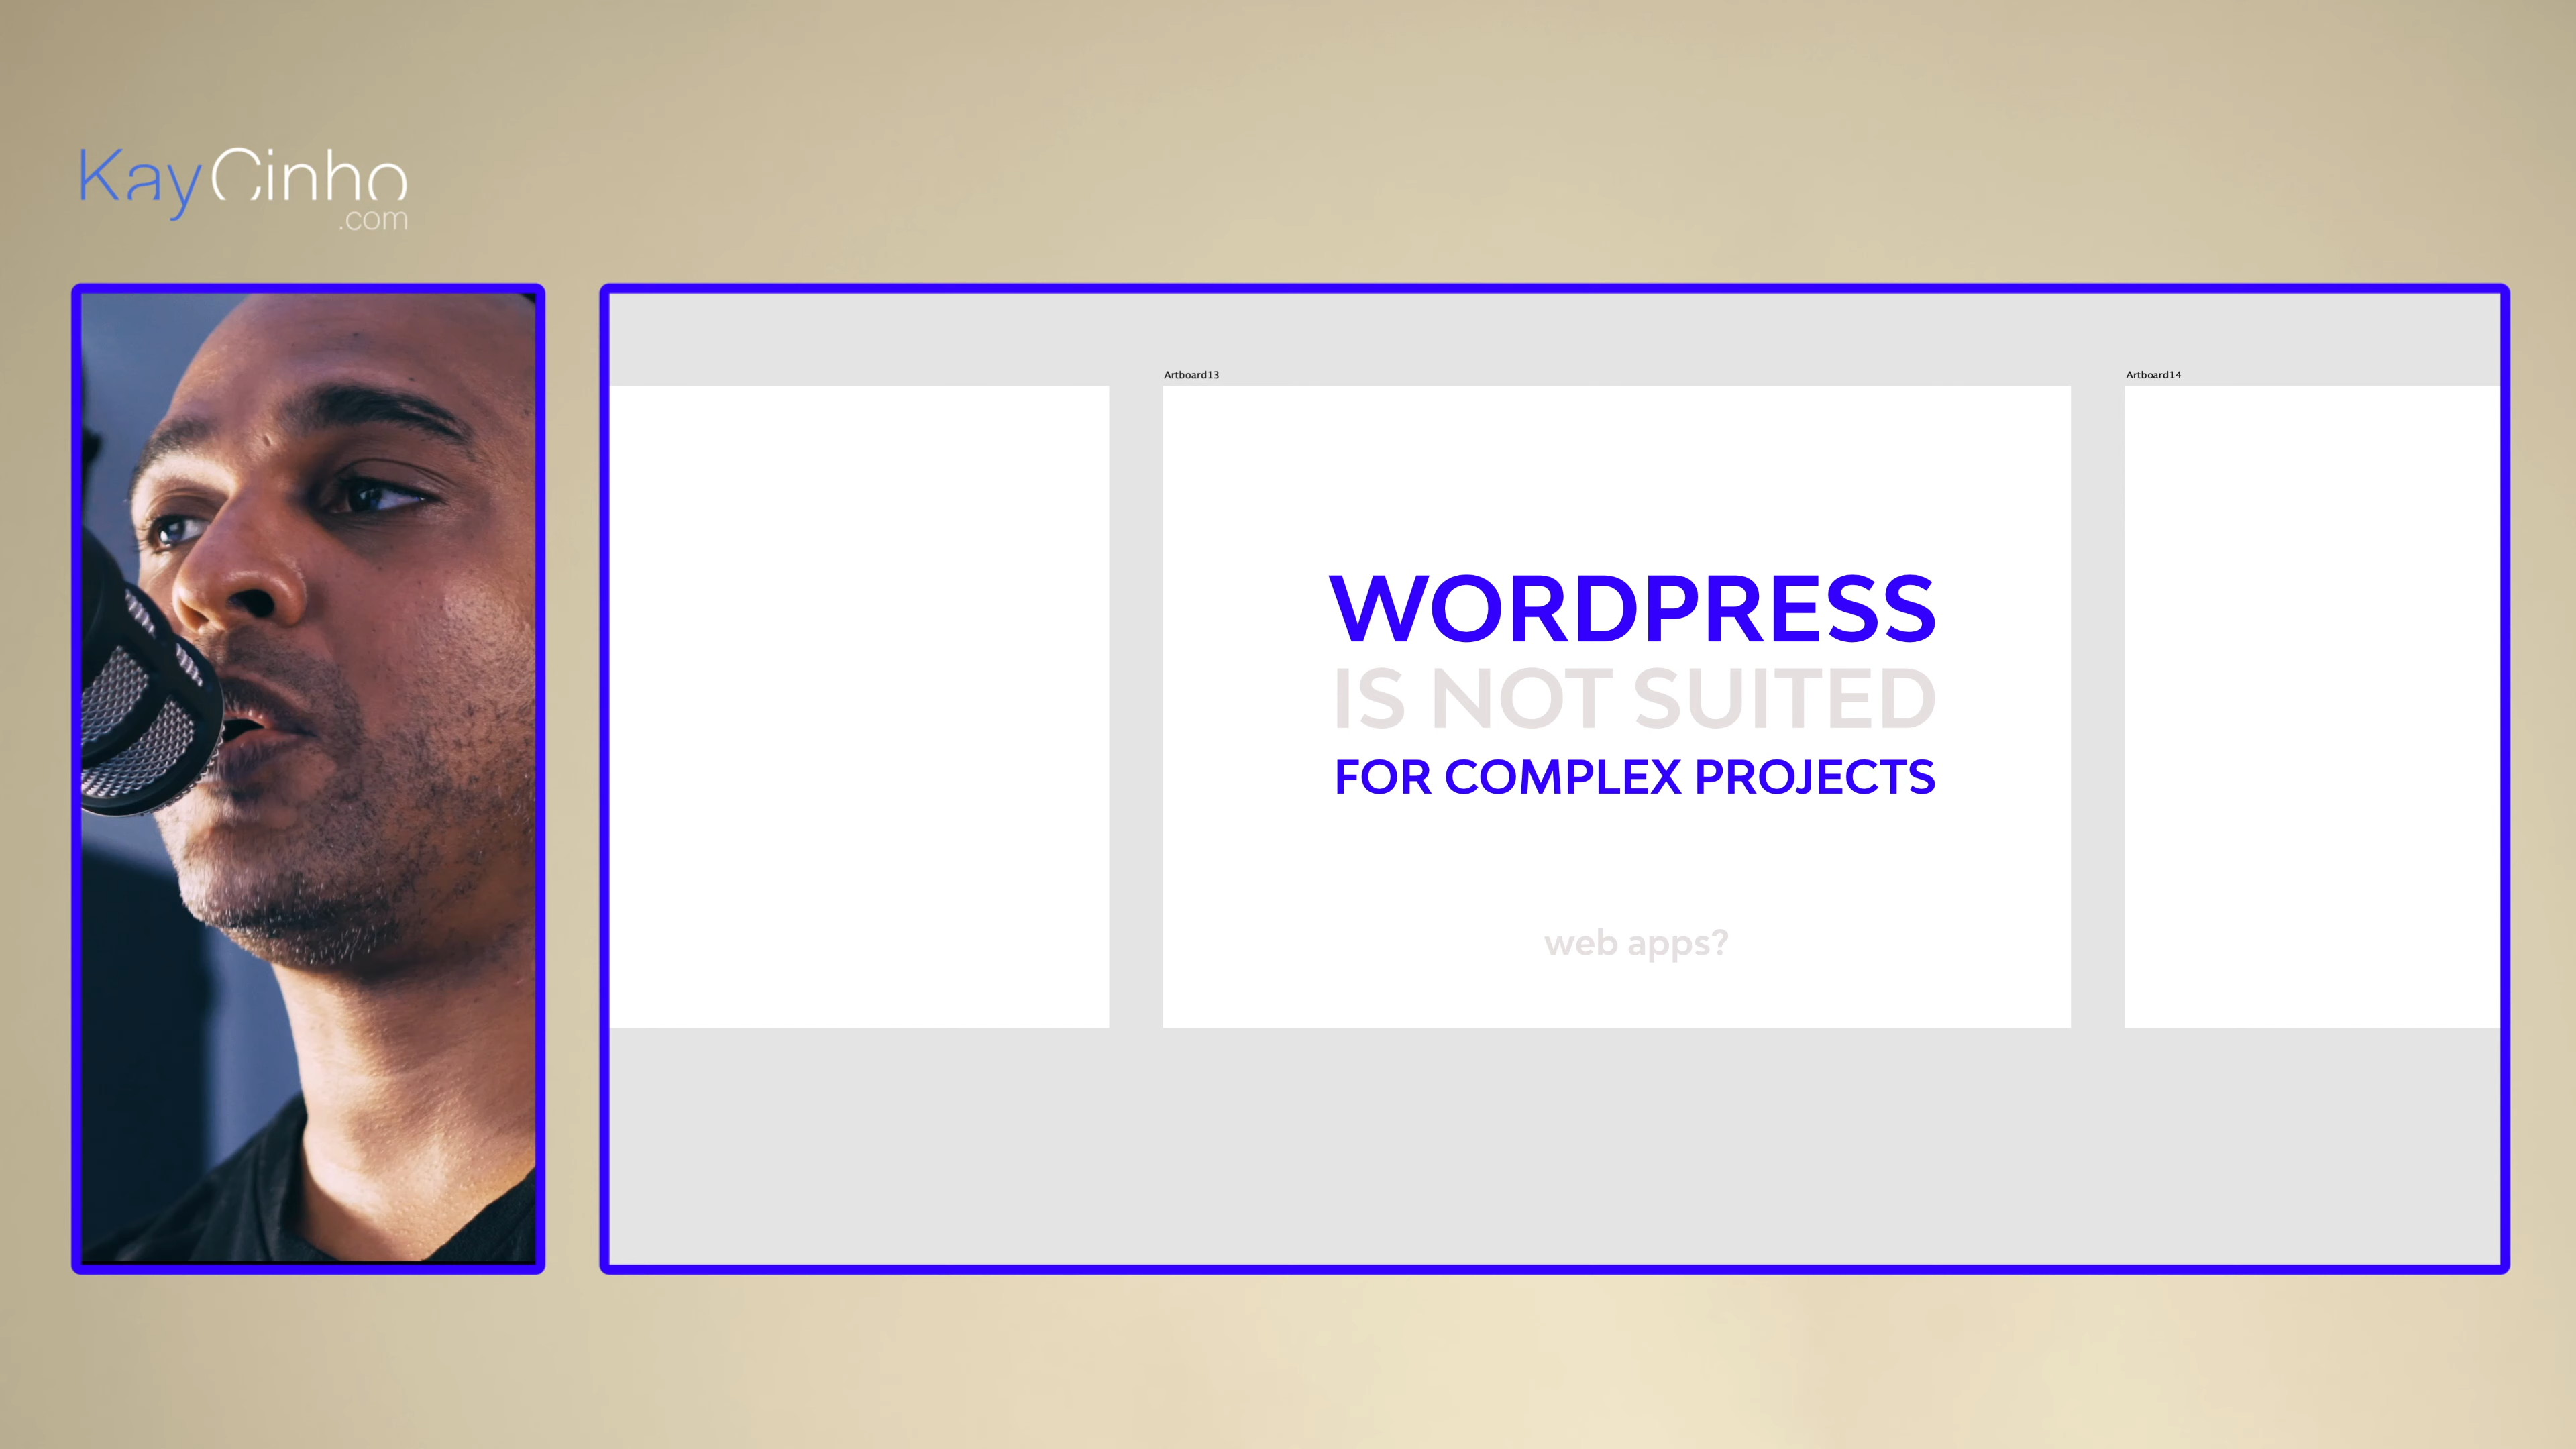 KayCinho
.com
Artboard13
Artboard14
WORDPRESS
IS NOT SUITED
FOR COMPLEX PROJECTS
web apps?